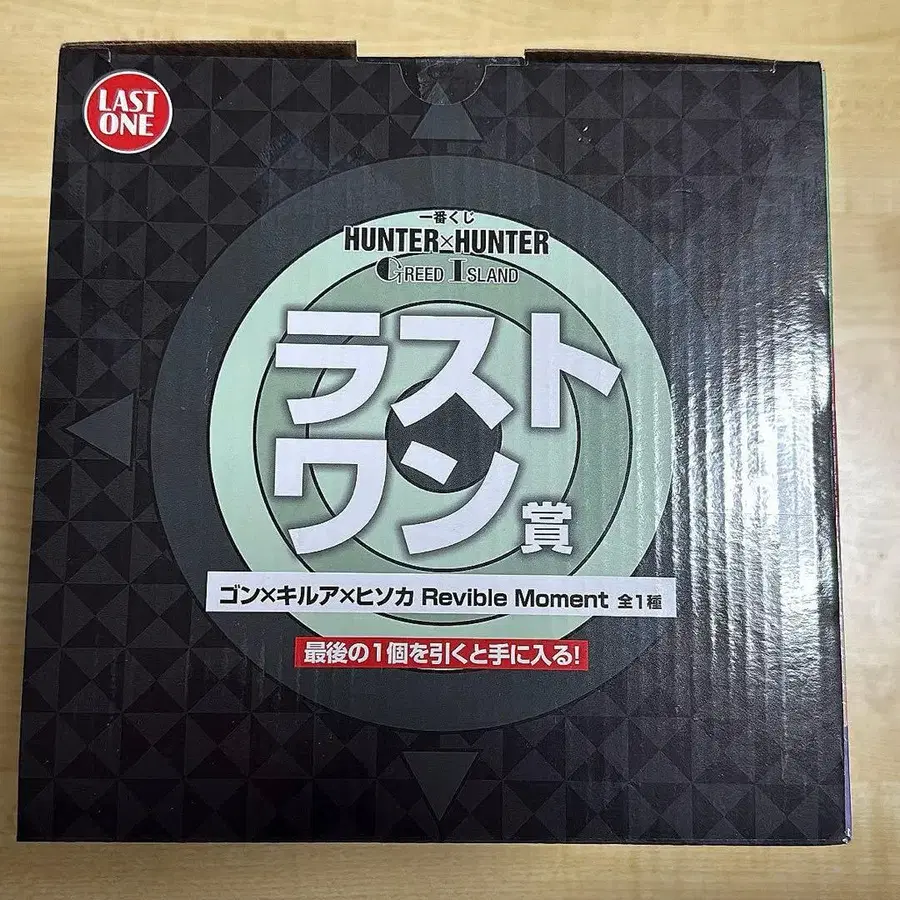 LAST
ONE
一番くじ
HUNTER×HUNTER
GREED ISLAND
ラスト
ワン賞
ゴン×キルア×ヒソカ Revible Moment 全1種
最後の1個を引くと手に入る!